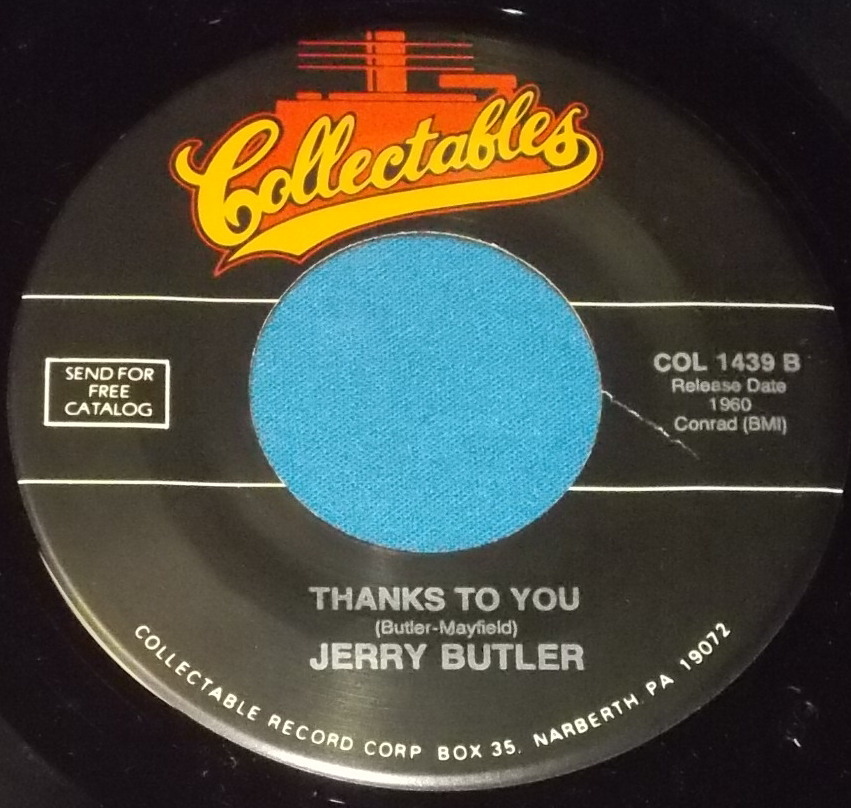 Collectables
SEND FOR
FREE
CATALOG
COL 1439 B
Release Date
1960
Conrad (BMI)
THANKS TO YOU
(Butler-Mayfield)
JERRY BUTLER
COLLECTABLE RECORD CORP BOX 35, NARBERTH, PA 19072